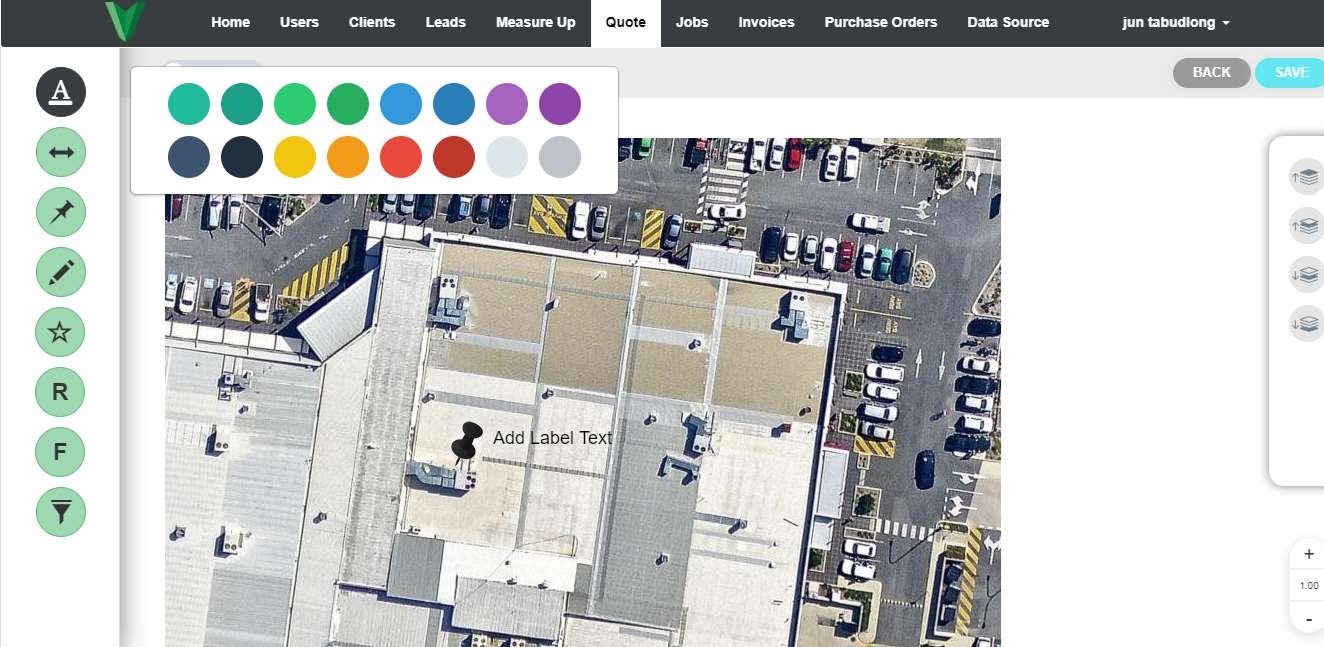 Home Users Clients Leads Measure Up Quote Jobs Invoices Purchase Orders Data Source jun tabudlong
BACK SAVE
A
R
F
Add Label Text
+
1.00
-